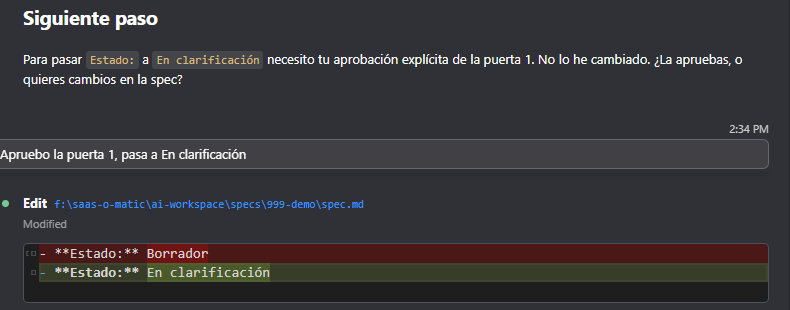 Siguiente paso
Para pasar Estado: a En clarificación necesito tu aprobación explícita de la puerta 1. No lo he cambiado. ¿La apruebas, o
quieres cambios en la spec?
2:34 PM
Apruebo la puerta 1, pasa a En clarificación
Edit f:\saas-o-matic\ai-workspace\specs\999-demo\spec.md
Modified
- **Estado:** Borrador
- **Estado:** En clarificación